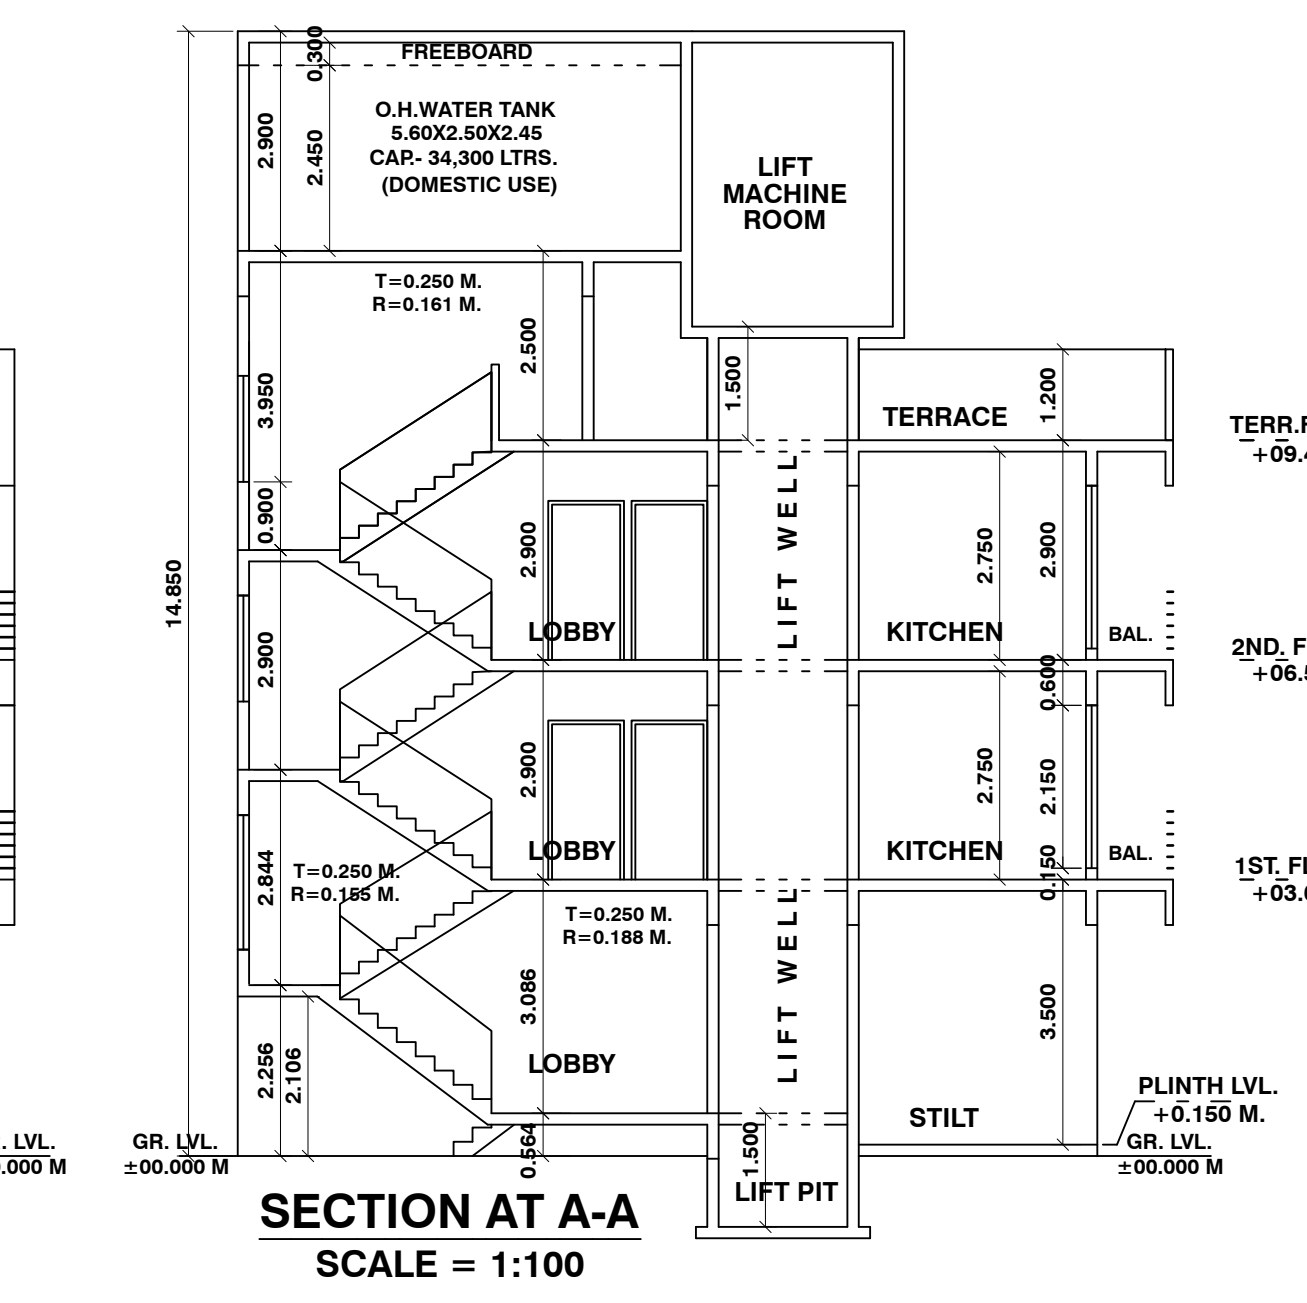 0.300
FREEBOARD
2.900
2.450
O.H.WATER TANK
5.60X2.50X2.45
CAP.- 34,300 LTRS.
(DOMESTIC USE)
LIFT
MACHINE
ROOM
T=0.250 M.
R=0.161 M.
3.950
2.500
1.500
1.200
TERRACE
TERR.F
+09.4
0.900
LIFT WELL
2.900
2.750
2.900
14.850
LOBBY
KITCHEN
BAL.
2ND. F
+06.5
2.900
0.600
2.900
2.750
2.150
LOBBY
KITCHEN
BAL.
0.150
1ST. FL
2.844
T=0.250 M.
R=0.155 M.
T=0.250 M.
R=0.188 M.
LIFT WELL
3.086
3.500
2.256
2.106
LOBBY
STILT
PLINTH LVL.
+0.150 M.
. LVL.
.000 M
GR. LVL.
±00.000 M
0.564
1.500
GR. LVL.
±00.000 M
LIFT PIT
SECTION AT A-A
SCALE = 1:100